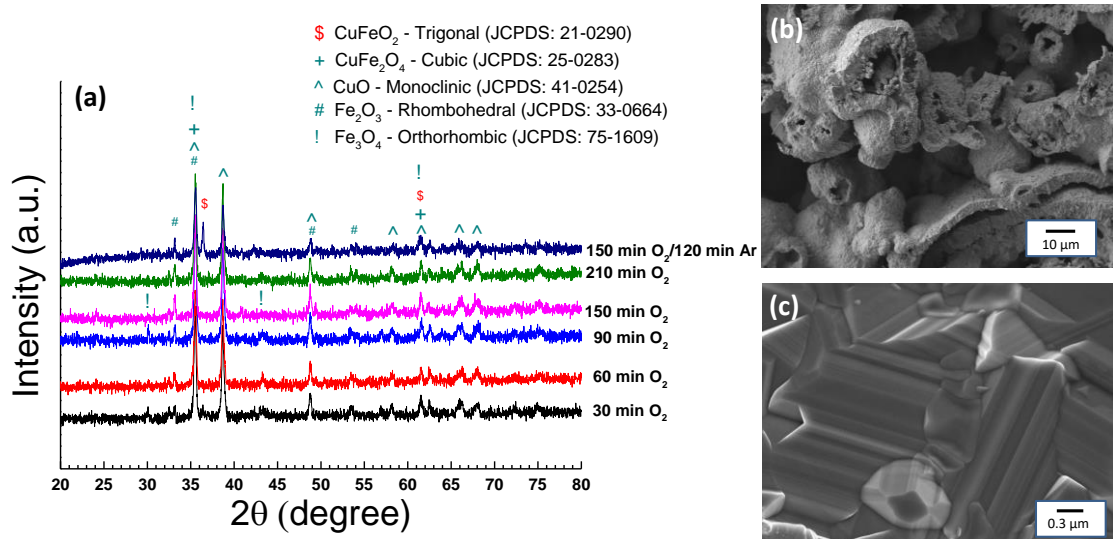 $ CuFeO₂ - Trigonal (JCPDS: 21-0290)
+ CuFe₂O₄ - Cubic (JCPDS: 25-0283)
^ CuO - Monoclinic (JCPDS: 41-0254)
# Fe₂O₃ - Rhombohedral (JCPDS: 33-0664)
! Fe₃O₄ - Orthorhombic (JCPDS: 75-1609)
(a)
! + ^ #
$
^
#
^ #
#
^
! $ + ^
^ ^
! !
150 min O₂/120 min Ar
210 min O₂
150 min O₂
90 min O₂
60 min O₂
30 min O₂
Intensity (a.u.)
20 25 30 35 40 45 50 55 60 65 70 75 80
2θ (degree)
(b)
10 µm
(c)
0.3 µm